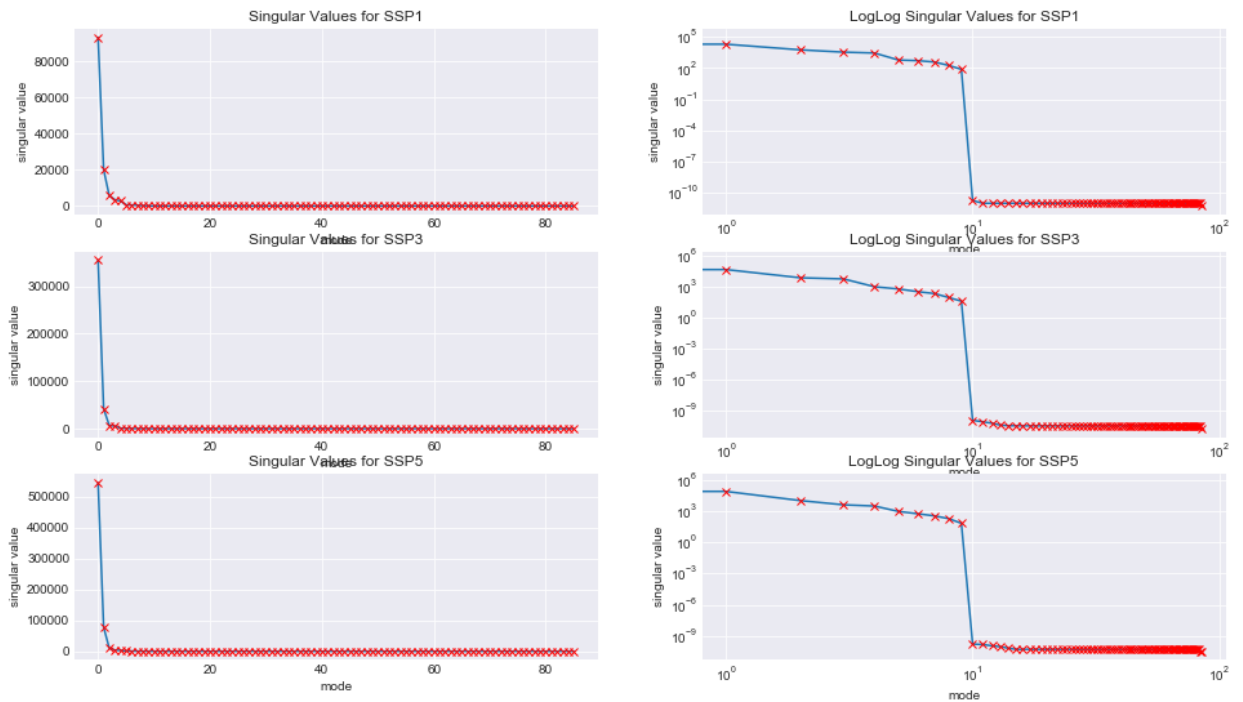 Singular Values for SSP1
singular value
80000
60000
40000
20000
0
0 20 40 60 80
mode
LogLog Singular Values for SSP1
singular value
10^5
10^2
10^-1
10^-4
10^-7
10^-10
10^0 10^1 10^2
mode
Singular Values for SSP3
singular value
300000
200000
100000
0
0 20 40 60 80
mode
LogLog Singular Values for SSP3
singular value
10^6
10^3
10^0
10^-3
10^-6
10^-9
10^0 10^1 10^2
mode
Singular Values for SSP5
singular value
500000
400000
300000
200000
100000
0
0 20 40 60 80
mode
LogLog Singular Values for SSP5
singular value
10^6
10^3
10^0
10^-3
10^-6
10^-9
10^0 10^1 10^2
mode